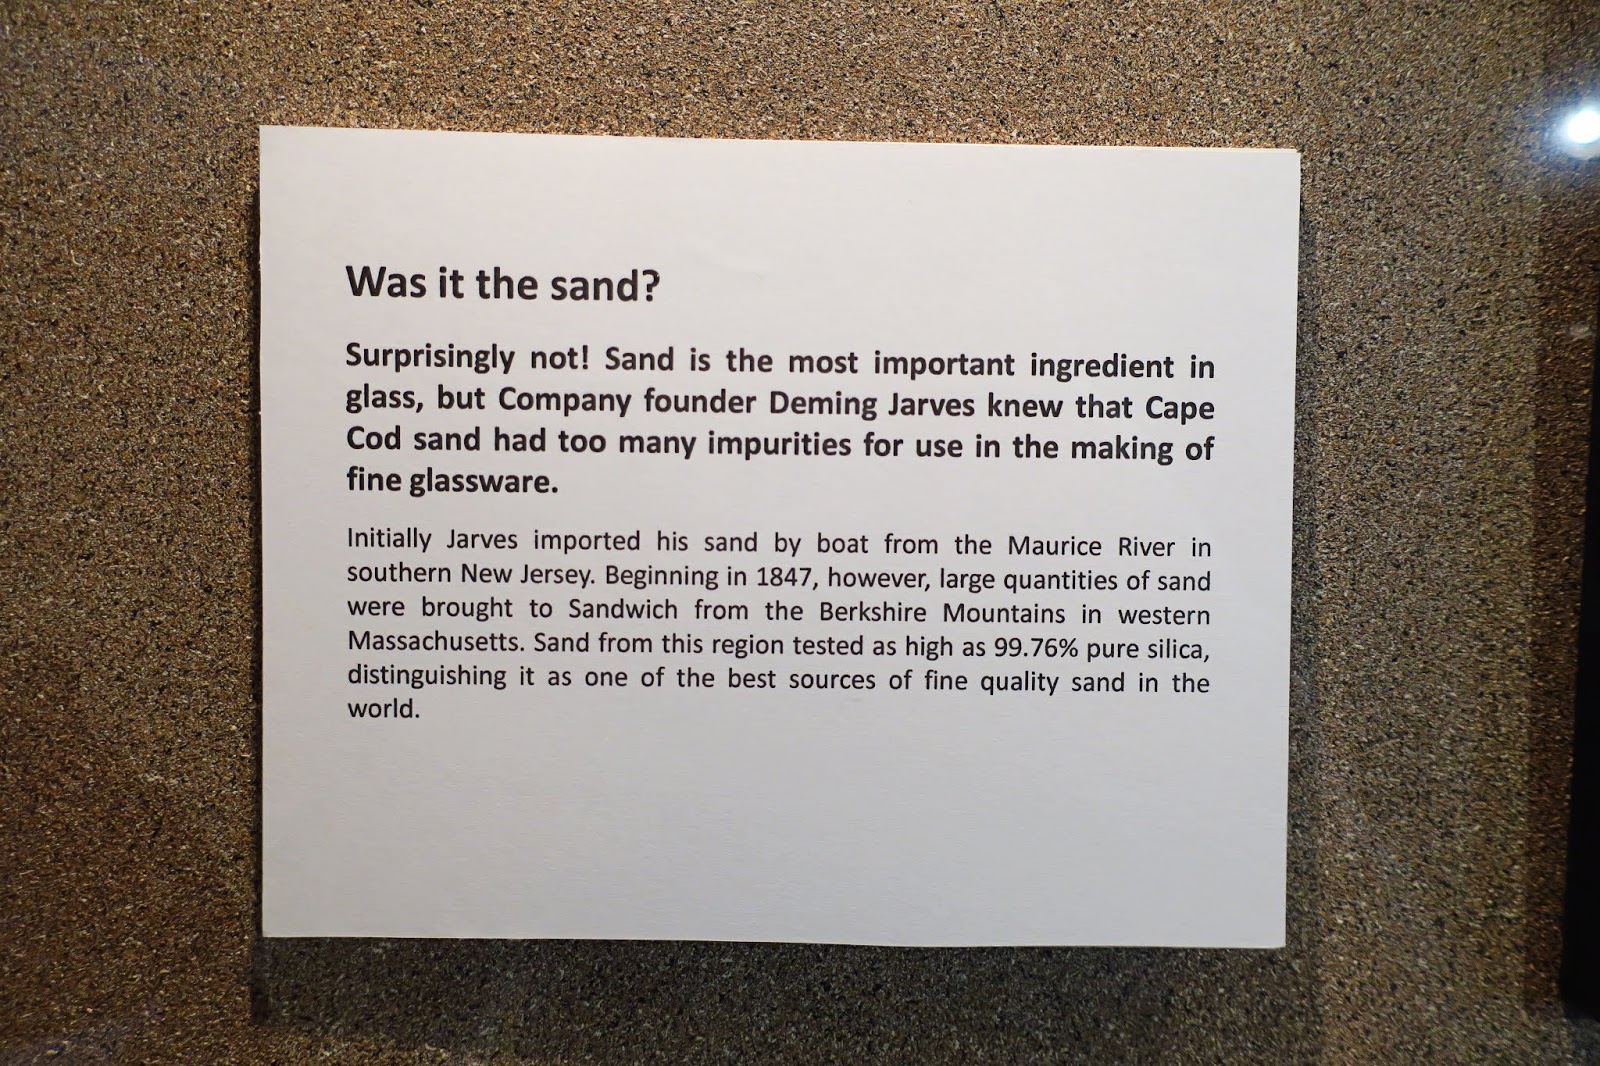 Was it the sand?
Surprisingly not! Sand is the most important ingredient in
glass, but Company founder Deming Jarves knew that Cape
Cod sand had too many impurities for use in the making of
fine glassware.
Initially Jarves imported his sand by boat from the Maurice River in
southern New Jersey. Beginning in 1847, however, large quantities of sand
were brought to Sandwich from the Berkshire Mountains in western
Massachusetts. Sand from this region tested as high as 99.76% pure silica,
distinguishing it as one of the best sources of fine quality sand in the
world.